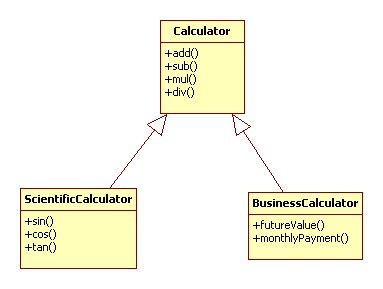 Calculator
+add()
+sub()
+mul()
+div()
ScientificCalculator
+sin()
+cos()
+tan()
BusinessCalculator
+futureValue()
+monthlyPayment()